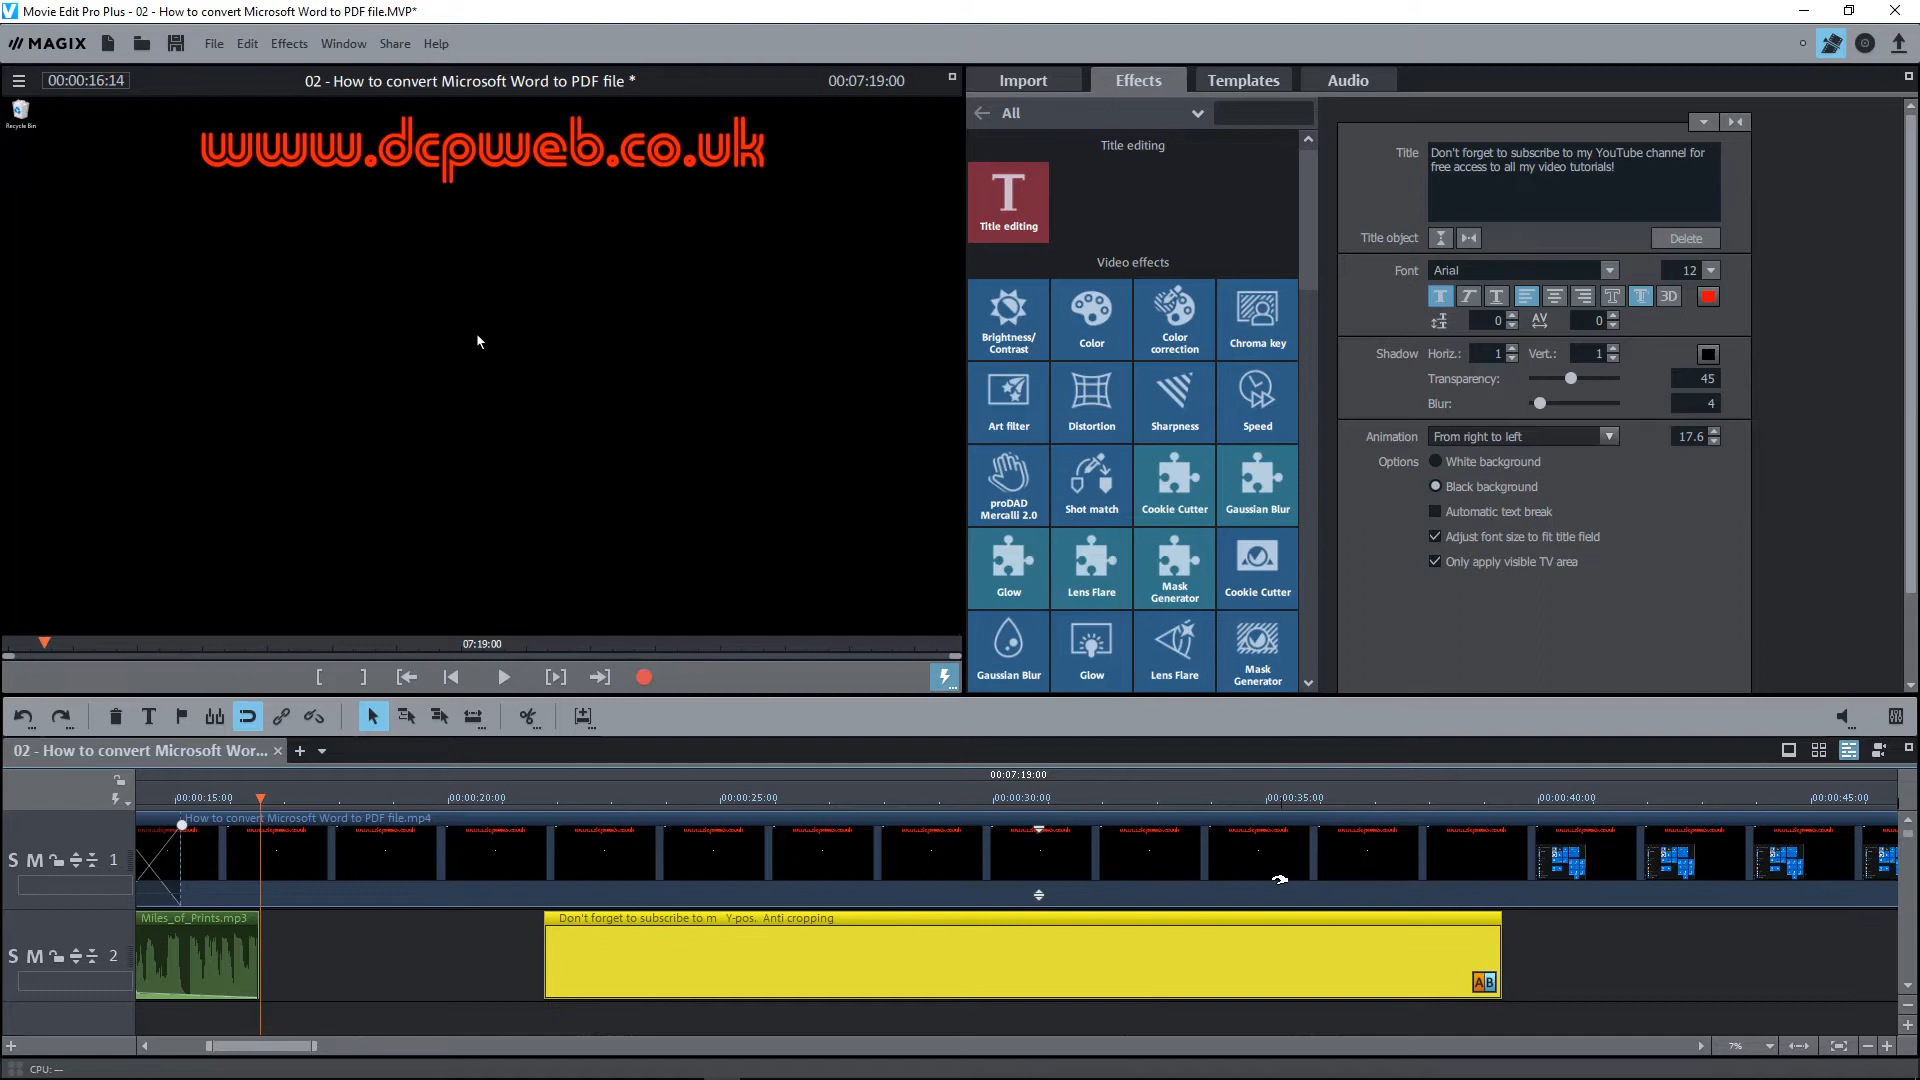 Movie Edit Pro Plus - 02 - How to convert Microsoft Word to PDF file.MVP*
MAGIX
File Edit Effects Window Share Help
00:00:16:14
02 - How to convert Microsoft Word to PDF file *
00:07:19:00
Import
Effects
Templates
Audio
Recycle Bin
www.dcpweb.co.uk
All
Title editing
Title editing
Video effects
Brightness/
Contrast
Color
Color
correction
Chroma key
Art filter
Distortion
Sharpness
Speed
proDAD
Mercalli 2.0
Shot match
Cookie Cutter
Gaussian Blur
Glow
Lens Flare
Mask
Generator
Cookie Cutter
Gaussian Blur
Glow
Lens Flare
Mask
Generator
Title
Don't forget to subscribe to my YouTube channel for
free access to all my video tutorials!
Title object
Delete
Font Arial 12
T T T T T 3D
0 AV 0
Shadow Horiz.: 1 Vert.: 1
Transparency: 45
Blur: 4
Animation From right to left 17.6
Options White background
Black background
Automatic text break
Adjust font size to fit title field
Only apply visible TV area
07:19:00
T
02 - How to convert Microsoft Wor...
00:07:19:00
00:00:15:00 00:00:20:00 00:00:25:00 00:00:30:00 00:00:35:00 00:00:40:00 00:00:45:00
How to convert Microsoft Word to PDF file.mp4
S M 1
Miles_of_Prints.mp3
Don't forget to subscribe to m Y-pos. Anti cropping
S M 2
AB
7%
CPU: —